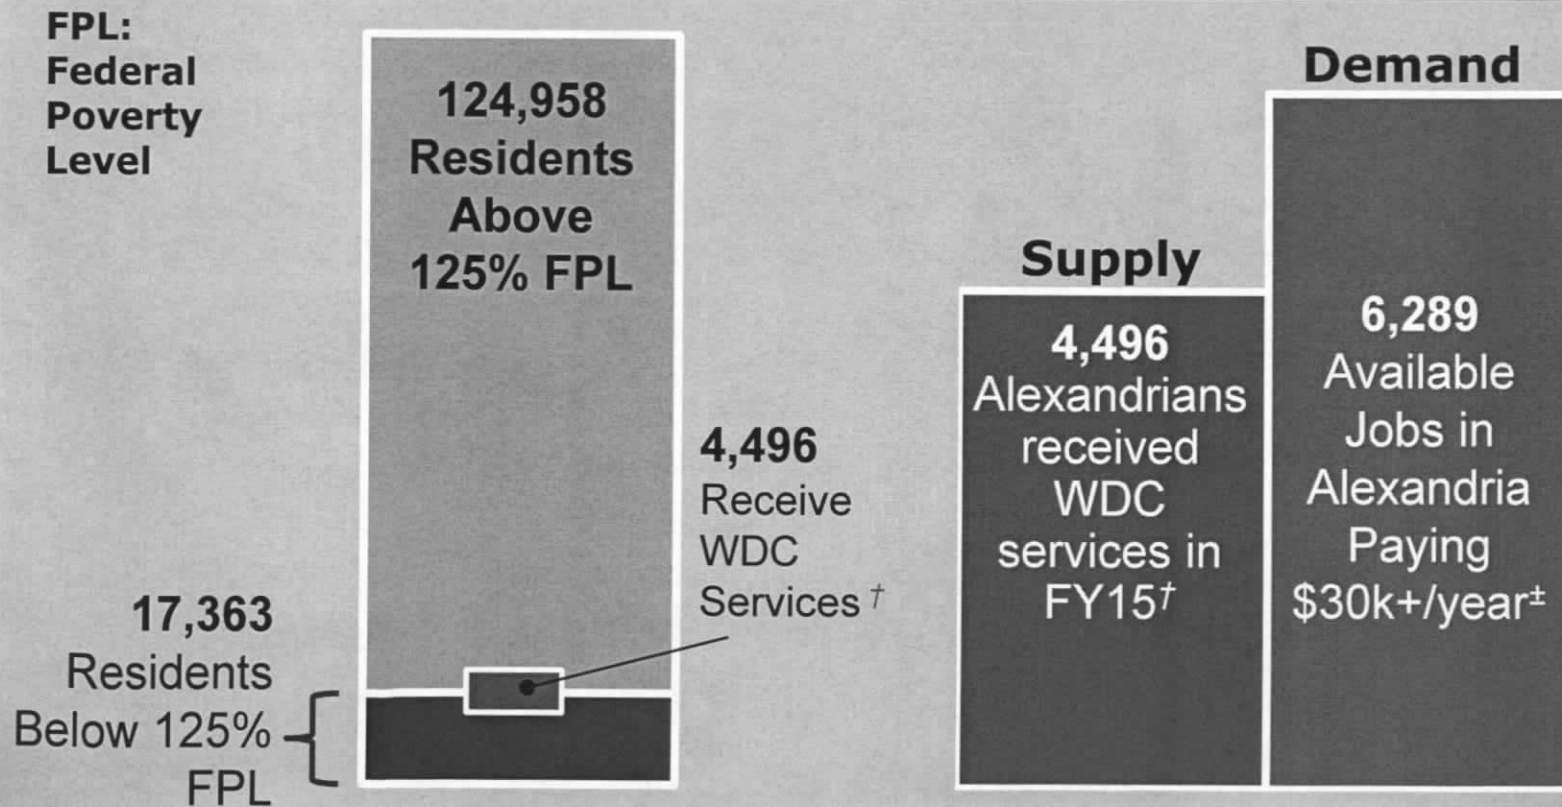 FPL:
Federal
Poverty
Level
124,958
Residents
Above
125% FPL
17,363
Residents
Below 125%
FPL
4,496
Receive
WDC
Services †
Supply
4,496
Alexandrians
received
WDC
services in
FY15†
Demand
6,289
Available
Jobs in
Alexandria
Paying
$30k+/year±